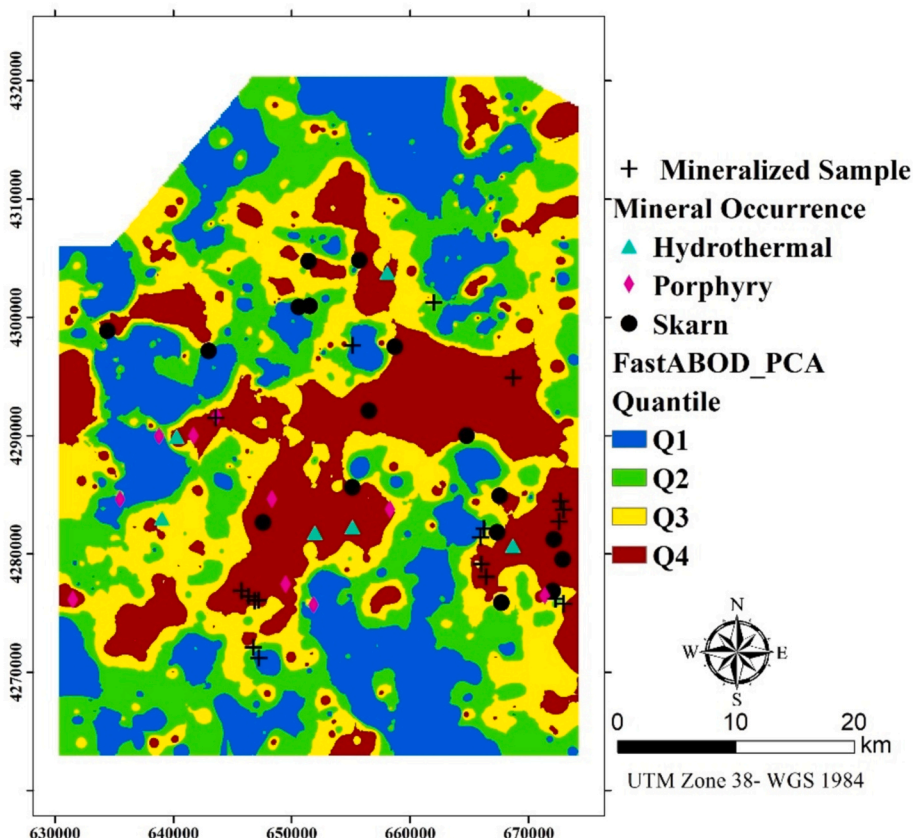 4320000
4310000
4300000
4290000
4280000
4270000
630000 640000 650000 660000 670000
Mineralized Sample
Mineral Occurrence
Hydrothermal
Porphyry
Skarn
FastABOD_PCA
Quantile
Q1
Q2
Q3
Q4
N
W E
S
0 10 20
km
UTM Zone 38- WGS 1984